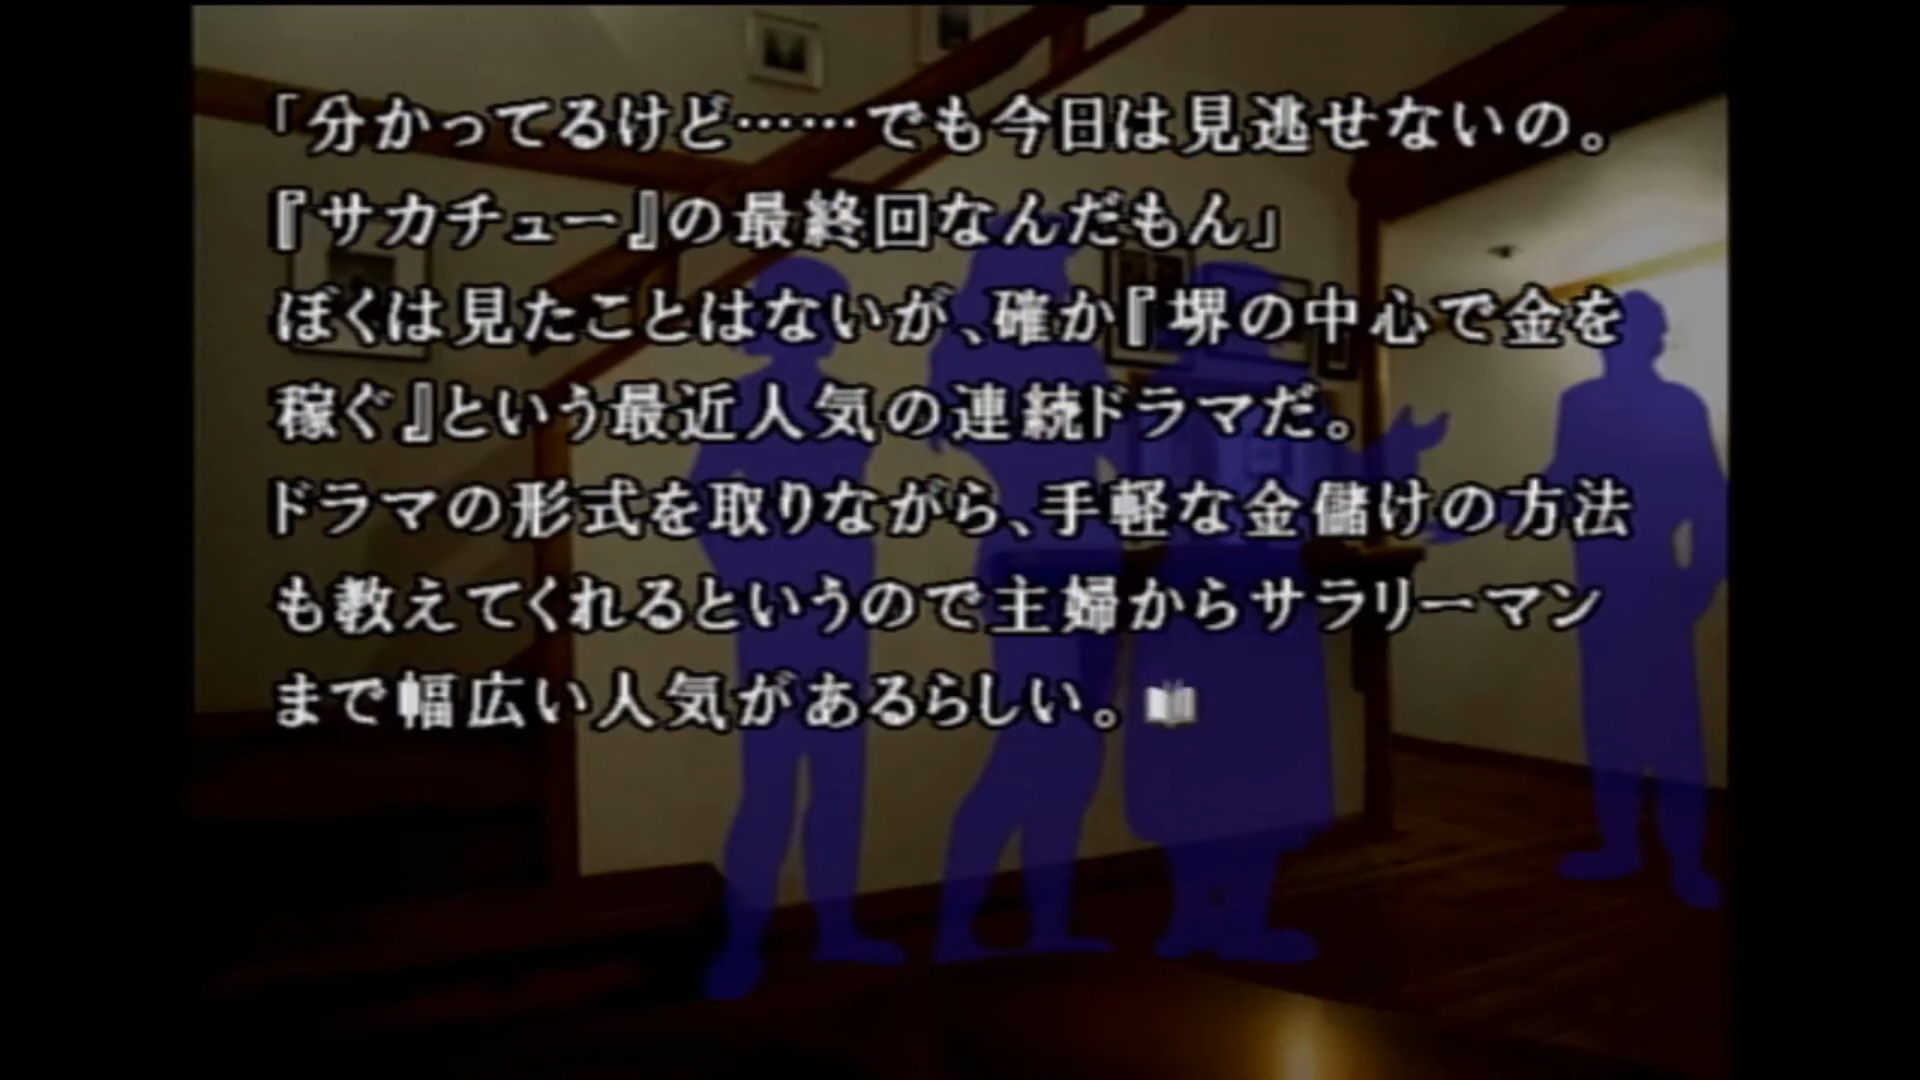 「分かってるけど……でも今日は見逃せないの。
『サカチュー』の最終回なんだもん」
ぼくは見たことはないが、確か『堺の中心で金を
稼ぐ』という最近人気の連続ドラマだ。
ドラマの形式を取りながら、手軽な金儲けの方法
も教えてくれるというので主婦からサラリーマン
まで幅広い人気があるらしい。